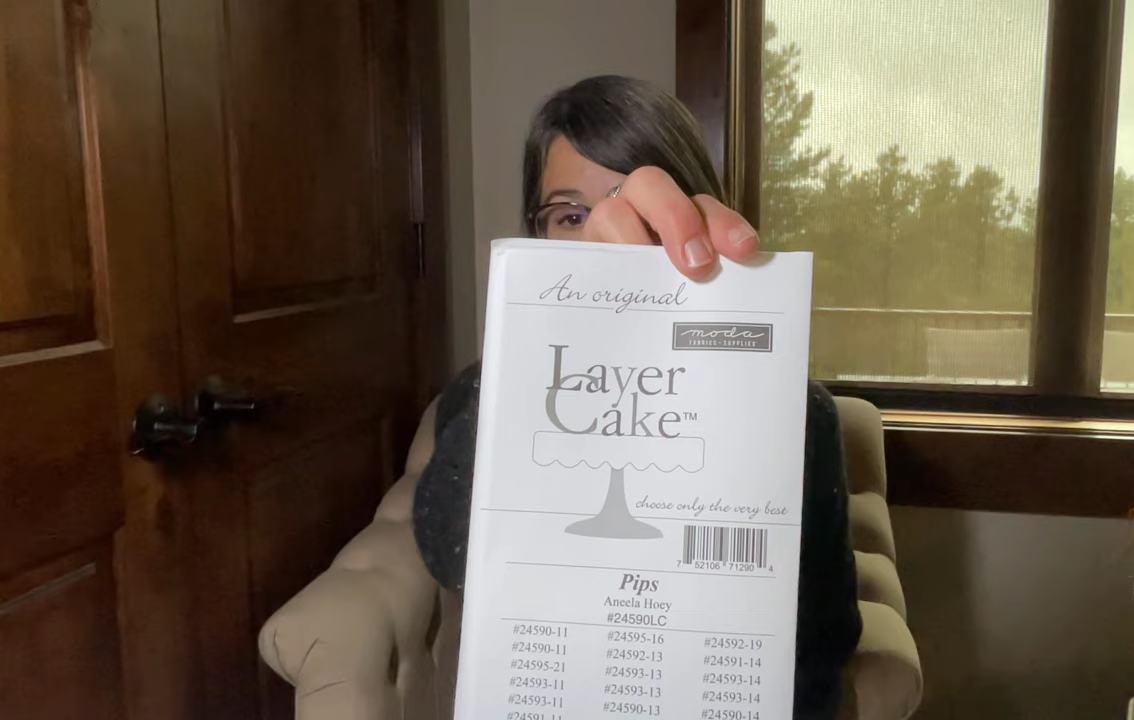 An original
moda
FABRICS + SUPPLIES
Layer
Cake™
choose only the very best
7 52106 71290 4
Pips
Aneela Hoey
#24590LC
#24590-11 #24595-16 #24592-19
#24590-11 #24592-13 #24591-14
#24595-21 #24593-13 #24593-14
#24593-11 #24593-13 #24593-14
#24593-11 #24590-13 #24590-14
#24591-11